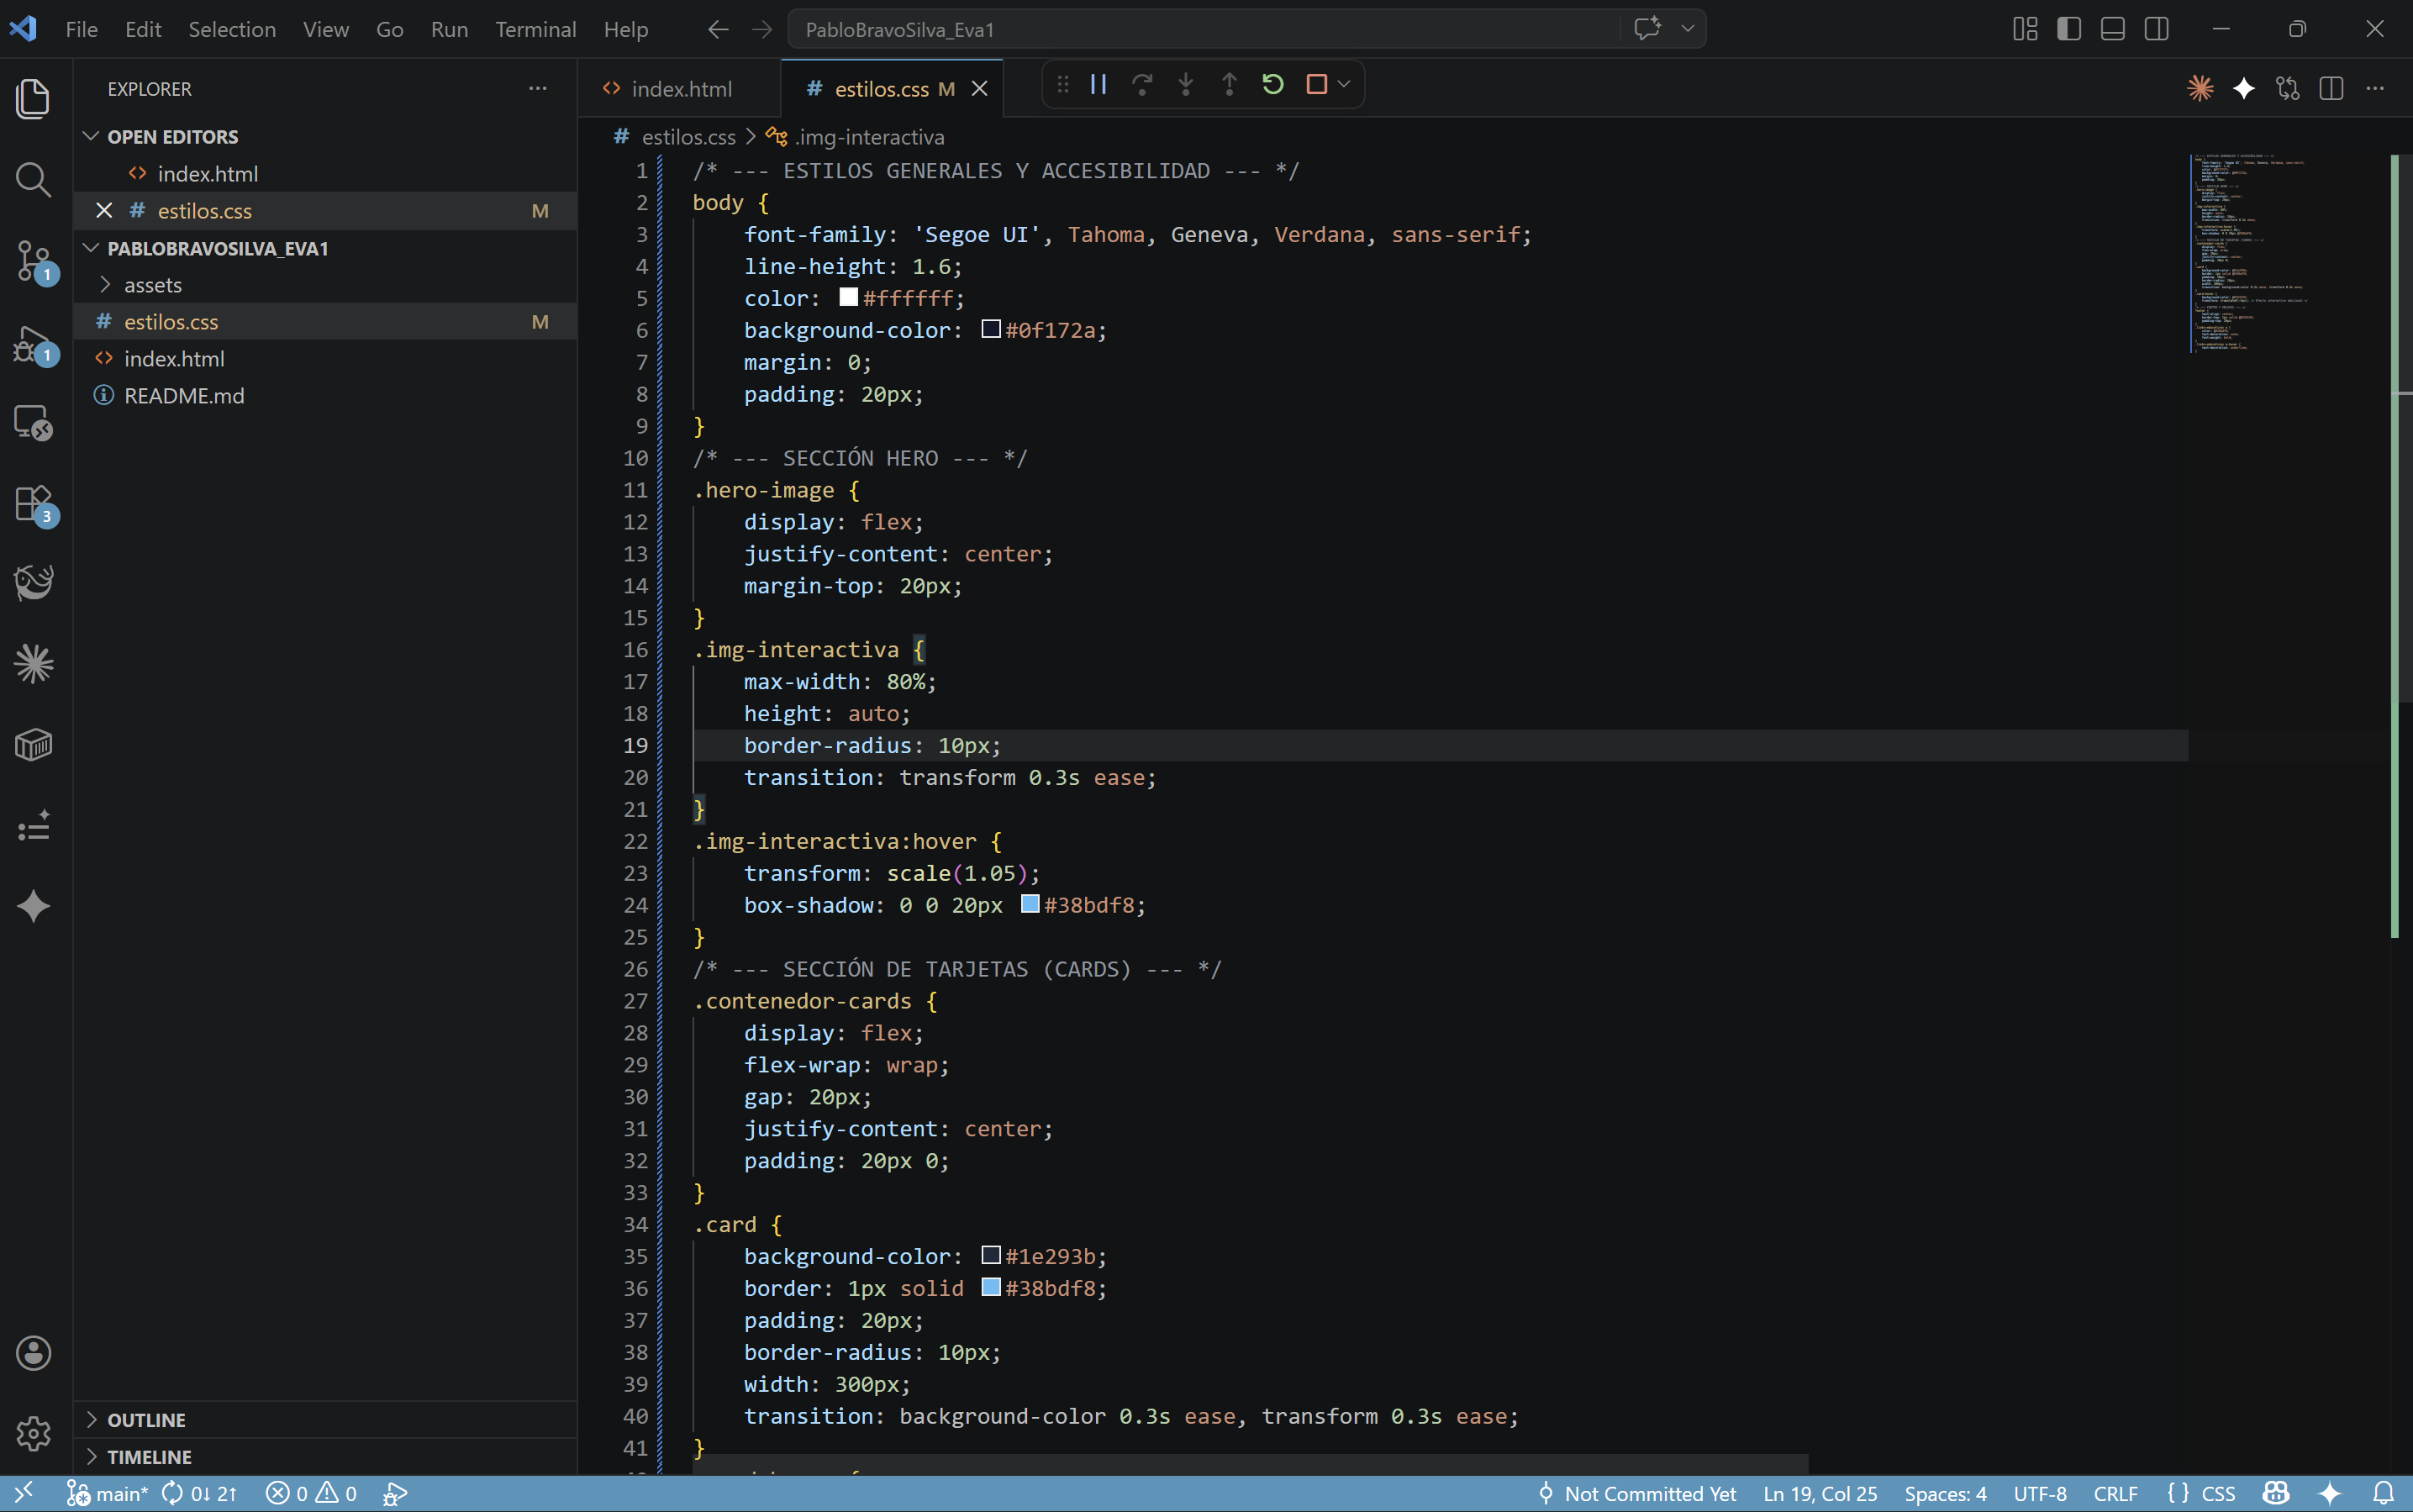 File Edit Selection View Go Run Terminal Help
PabloBravoSilva_Eva1
EXPLORER
OPEN EDITORS
index.html
estilos.css M
PABLOBRAVOSILVA_EVA1
assets
estilos.css M
index.html
README.md
OUTLINE
TIMELINE
1
1
3
index.html
# estilos.css M
# estilos.css > .img-interactiva
1 /* --- ESTILOS GENERALES Y ACCESIBILIDAD --- */
2 body {
3 font-family: 'Segoe UI', Tahoma, Geneva, Verdana, sans-serif;
4 line-height: 1.6;
5 color: #ffffff;
6 background-color: #0f172a;
7 margin: 0;
8 padding: 20px;
9 }
10 /* --- SECCIÓN HERO --- */
11 .hero-image {
12 display: flex;
13 justify-content: center;
14 margin-top: 20px;
15 }
16 .img-interactiva {
17 max-width: 80%;
18 height: auto;
19 border-radius: 10px;
20 transition: transform 0.3s ease;
21 }
22 .img-interactiva:hover {
23 transform: scale(1.05);
24 box-shadow: 0 0 20px #38bdf8;
25 }
26 /* --- SECCIÓN DE TARJETAS (CARDS) --- */
27 .contenedor-cards {
28 display: flex;
29 flex-wrap: wrap;
30 gap: 20px;
31 justify-content: center;
32 padding: 20px 0;
33 }
34 .card {
35 background-color: #1e293b;
36 border: 1px solid #38bdf8;
37 padding: 20px;
38 border-radius: 10px;
39 width: 300px;
40 transition: background-color 0.3s ease, transform 0.3s ease;
41 }
main* 0↓ 2↑ 0 0
Not Committed Yet Ln 19, Col 25 Spaces: 4 UTF-8 CRLF {} CSS